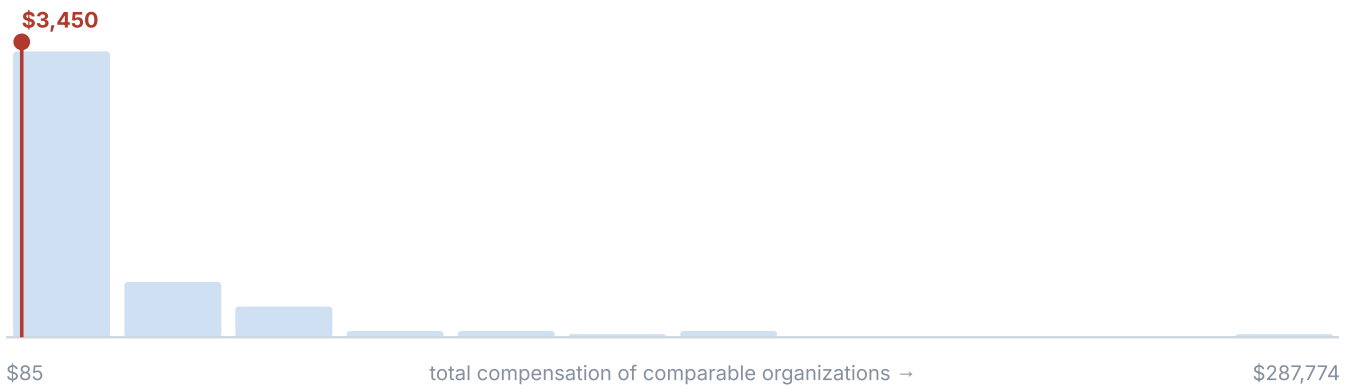 $3,450
$85 total compensation of comparable organizations → $287,774